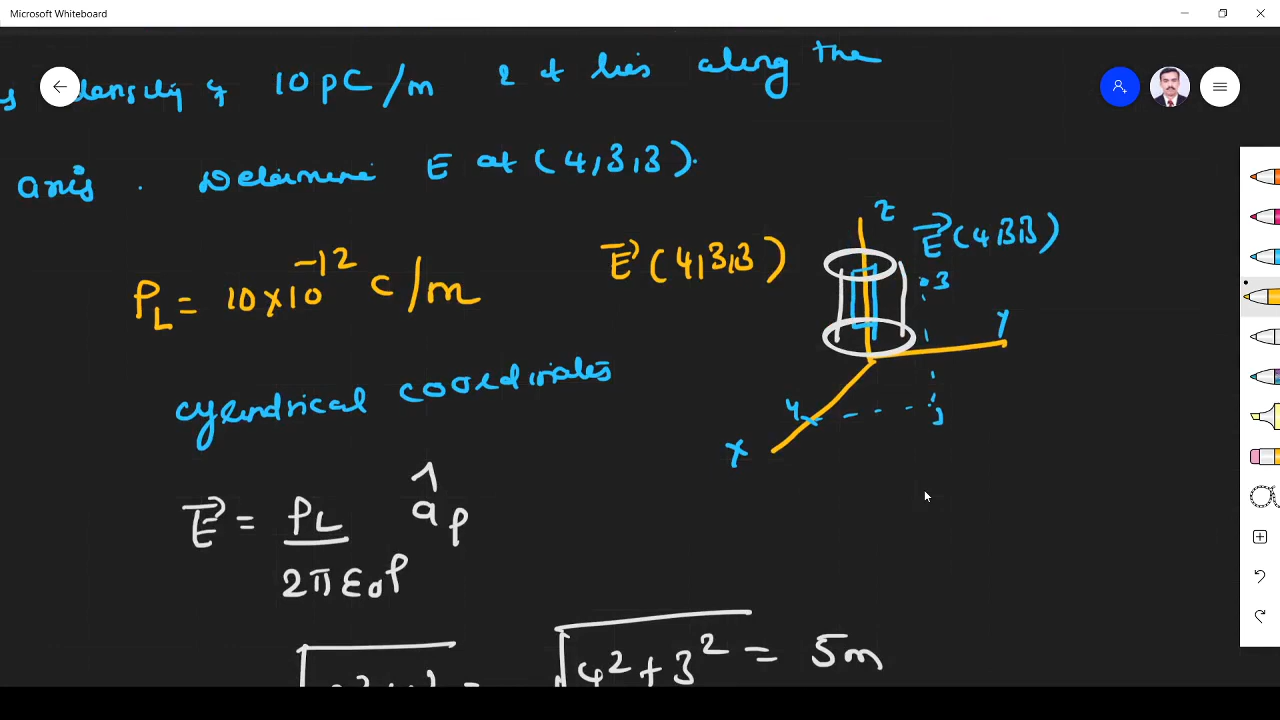 Microsoft Whiteboard
density of 10 pC/m & it lies along the
axis. Determine E at (4,3,3).
ρL = 10×10^-12 C/m
E⃗ (4,3,3)
z
E⃗ (4,3,3)
3
y
4
3
x
cylindrical coordinates
E⃗ = ρL / 2πε0ρ âρ
√4²+3² = 5m